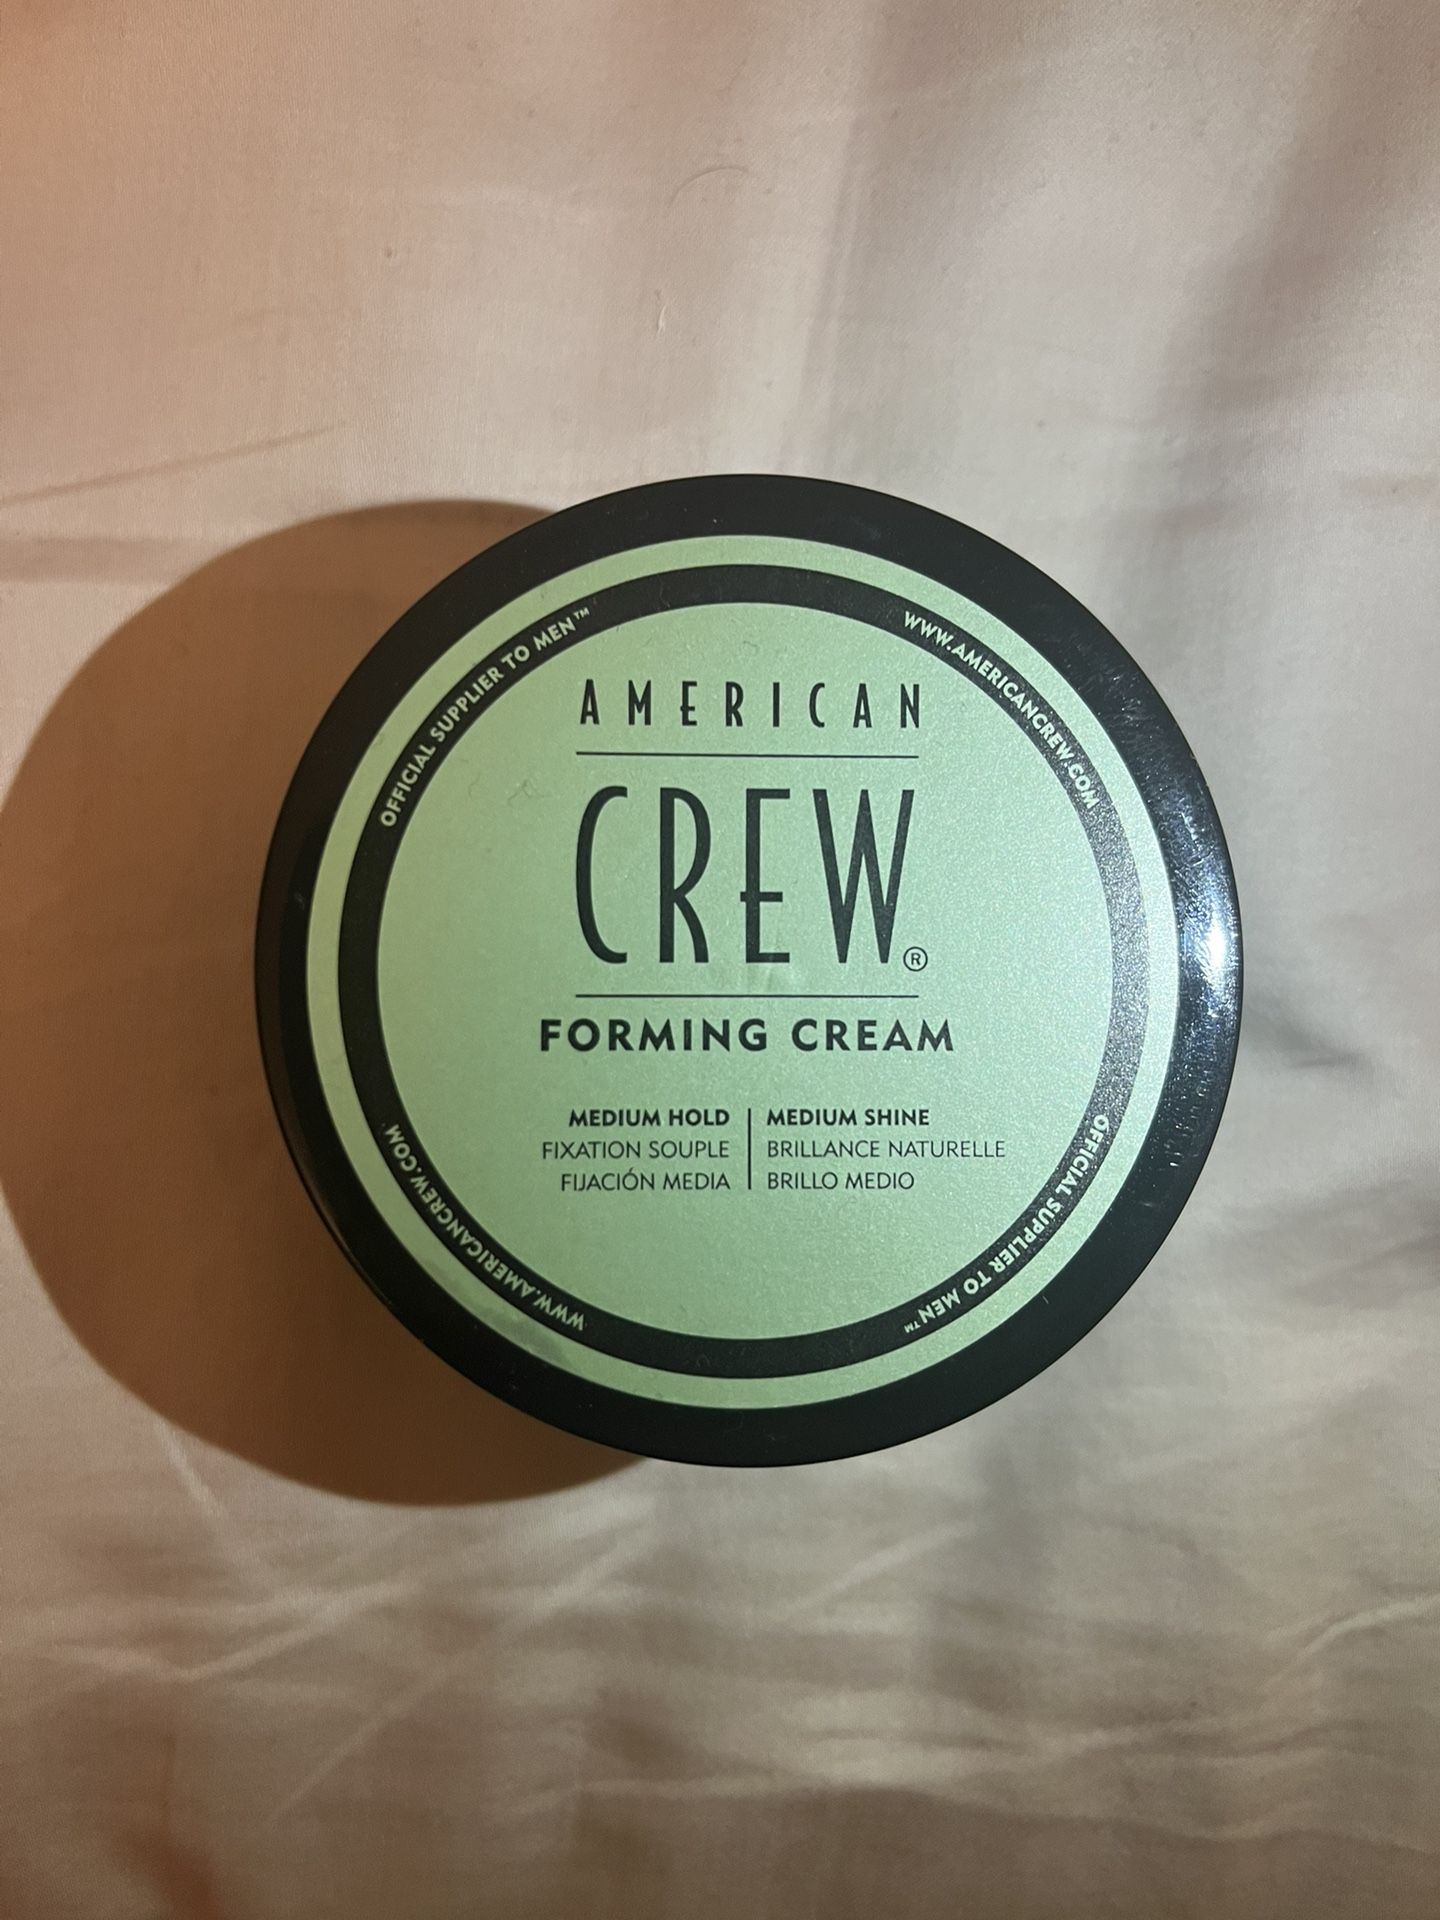 OFFICIAL SUPPLIER TO MEN™
WWW.AMERICANCREW.COM
AMERICAN
CREW®
FORMING CREAM
MEDIUM HOLD | MEDIUM SHINE
FIXATION SOUPLE | BRILLANCE NATURELLE
FIJACIÓN MEDIA | BRILLO MEDIO
WWW.AMERICANCREW.COM
OFFICIAL SUPPLIER TO MEN™